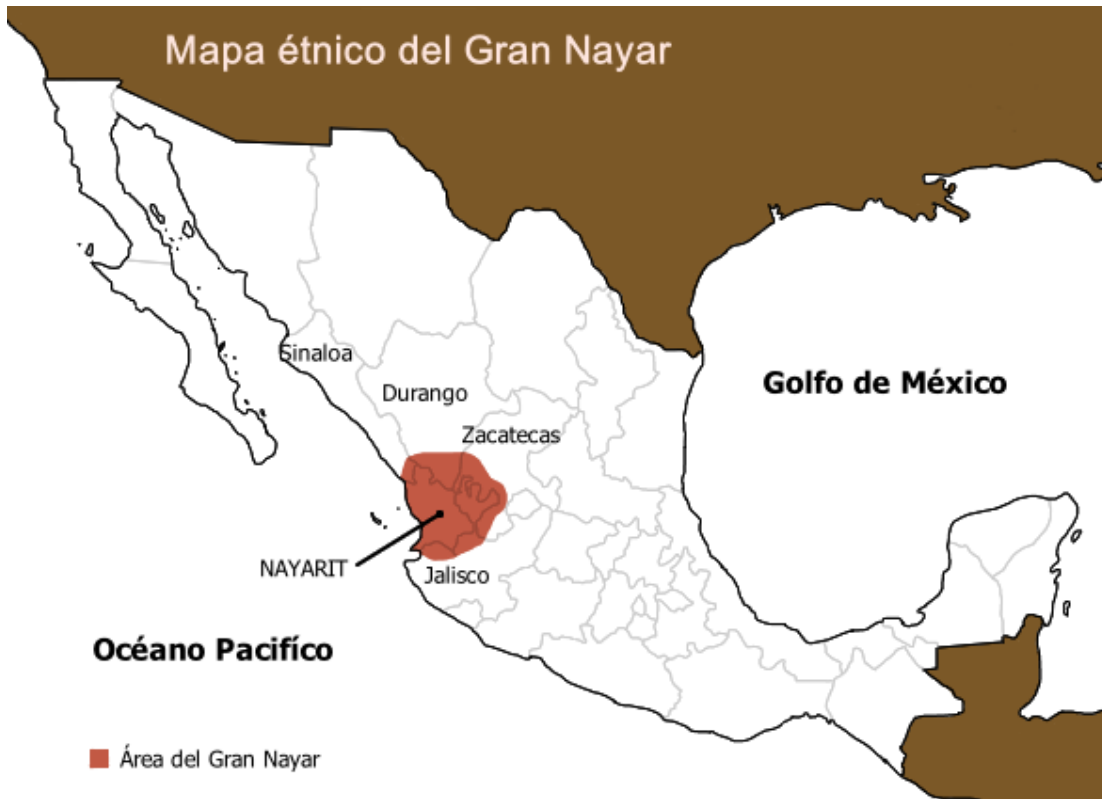 Mapa étnico del Gran Nayar
Sinaloa
Durango
Golfo de México
Zacatecas
NAYARIT
Jalisco
Océano Pacifíco
Área del Gran Nayar